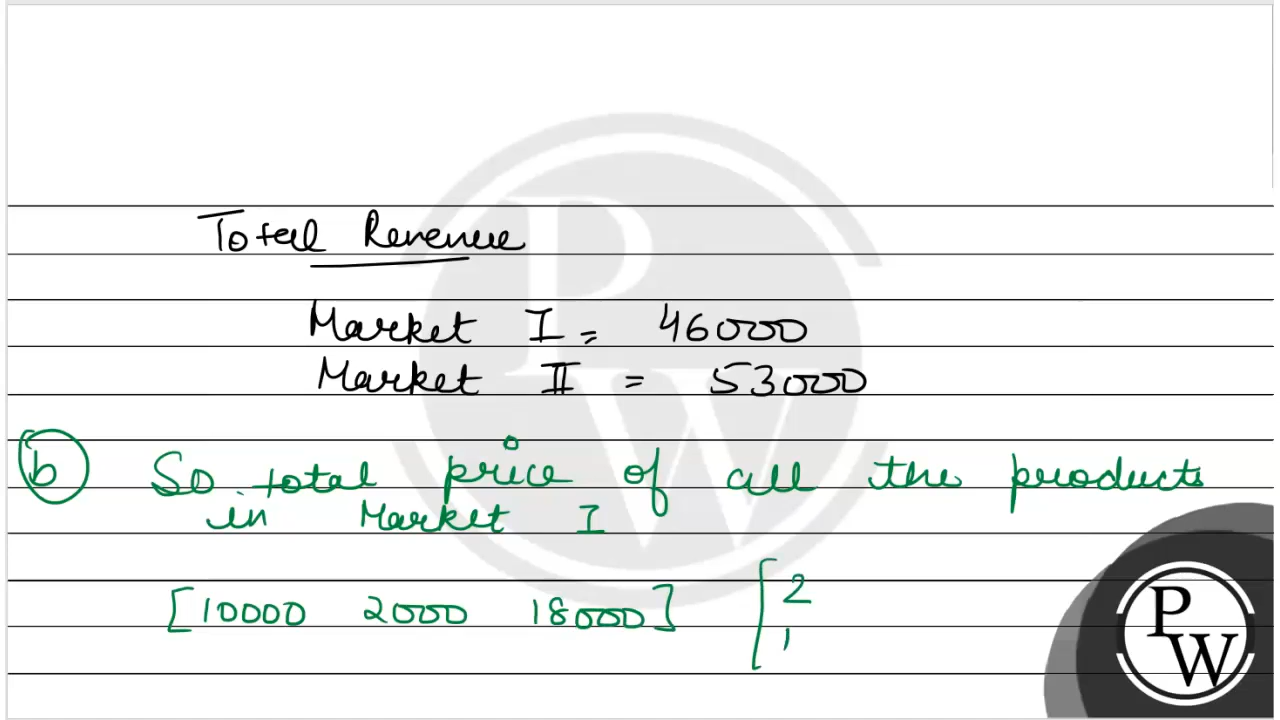 Total Revenue
Market I = 46000
Market II = 53000
b So total price of all the products
in Market I
[10000 2000 18000] [2
1
P
W
P
W